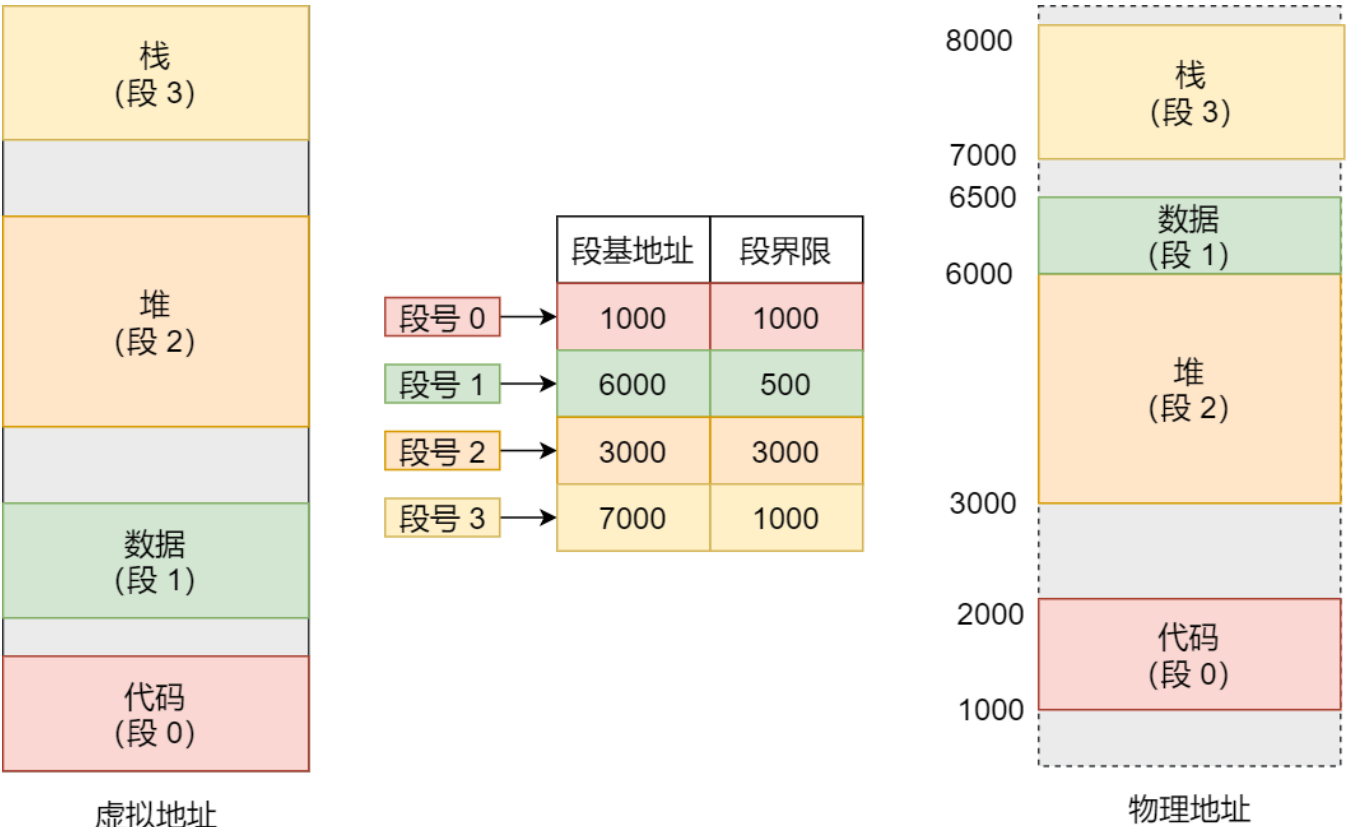 栈
(段 3)
堆
(段 2)
数据
(段 1)
代码
(段 0)
虚拟地址
段基地址 段界限
段号 0 1000 1000
段号 1 6000 500
段号 2 3000 3000
段号 3 7000 1000
8000
栈
(段 3)
7000
6500
数据
(段 1)
6000
堆
(段 2)
3000
2000
代码
(段 0)
1000
物理地址